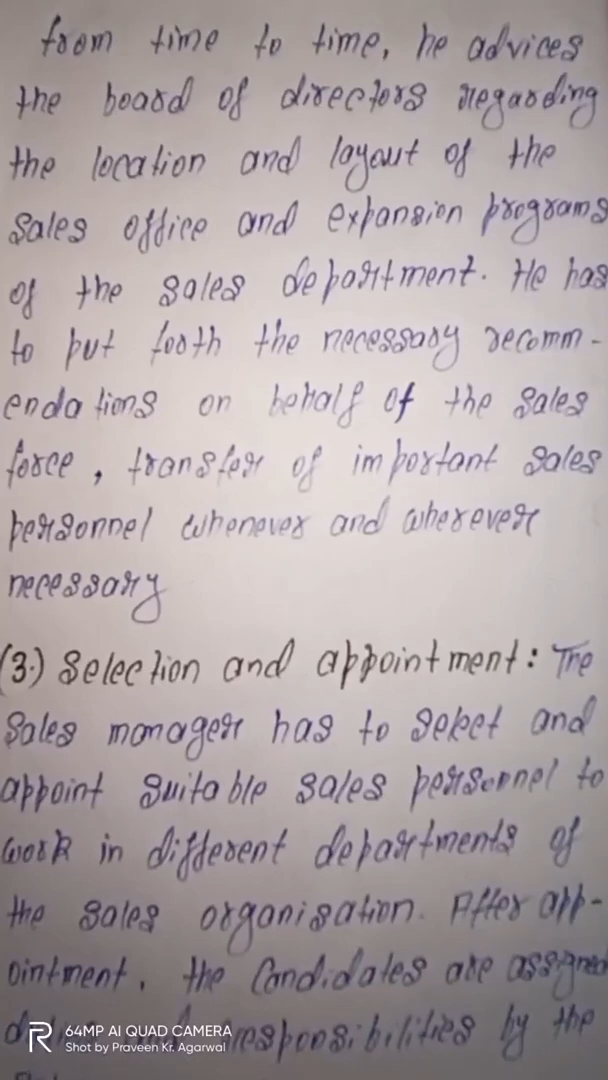 from time to time, he advices
the board of directors regarding
the location and layout of the
sales office and expansion programs
of the sales department. He has
to put forth the necessary recomm-
endations on behalf of the sales
force, transfer of important sales
personnel whenever and wherever
necessary
(3.) Selection and appointment: The
sales manager has to select and
appoint suitable sales personnel to
work in different departments of
the sales organisation. After app-
ointment, the candidates are assigned
responsibilities by the
64MP AI QUAD CAMERA
Shot by Praveen Kr. Agarwal